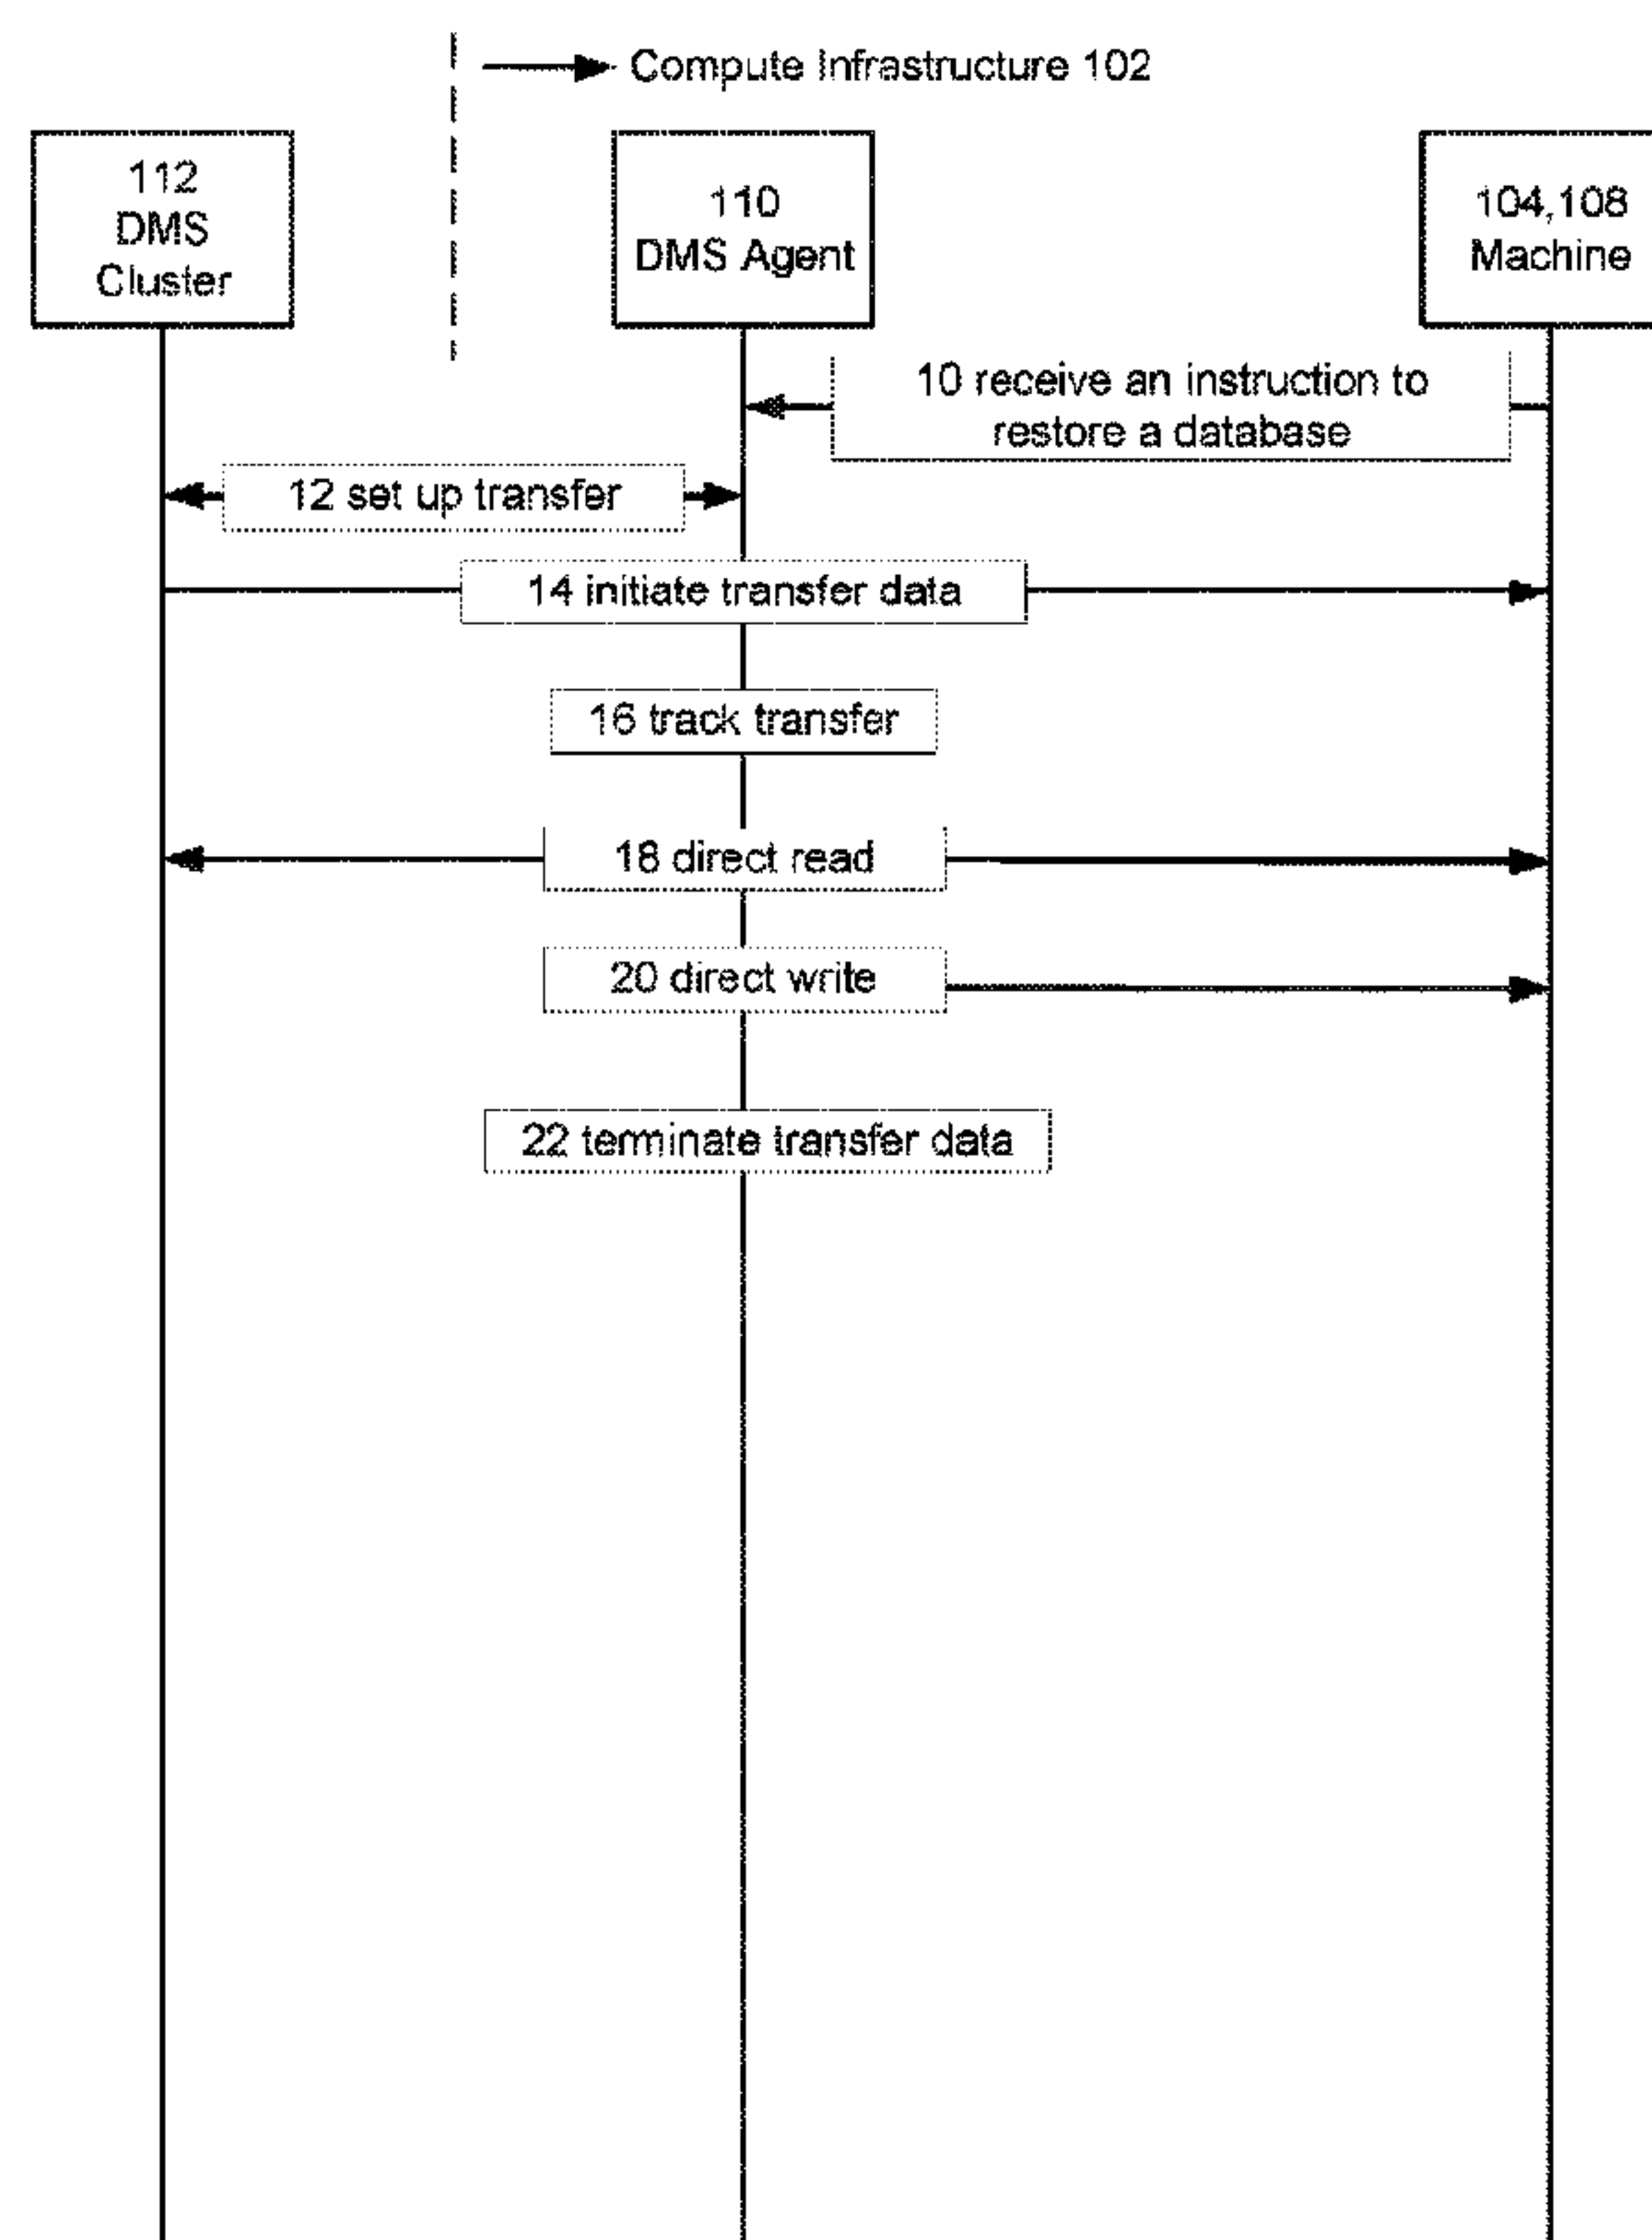 Compute Infrastructure 102
112
DMS
Cluster
110
DMS Agent
104,108
Machine
10 receive an instruction to
restore a database
12 set up transfer
14 initiate transfer data
16 track transfer
18 direct read
20 direct write
22 terminate transfer data